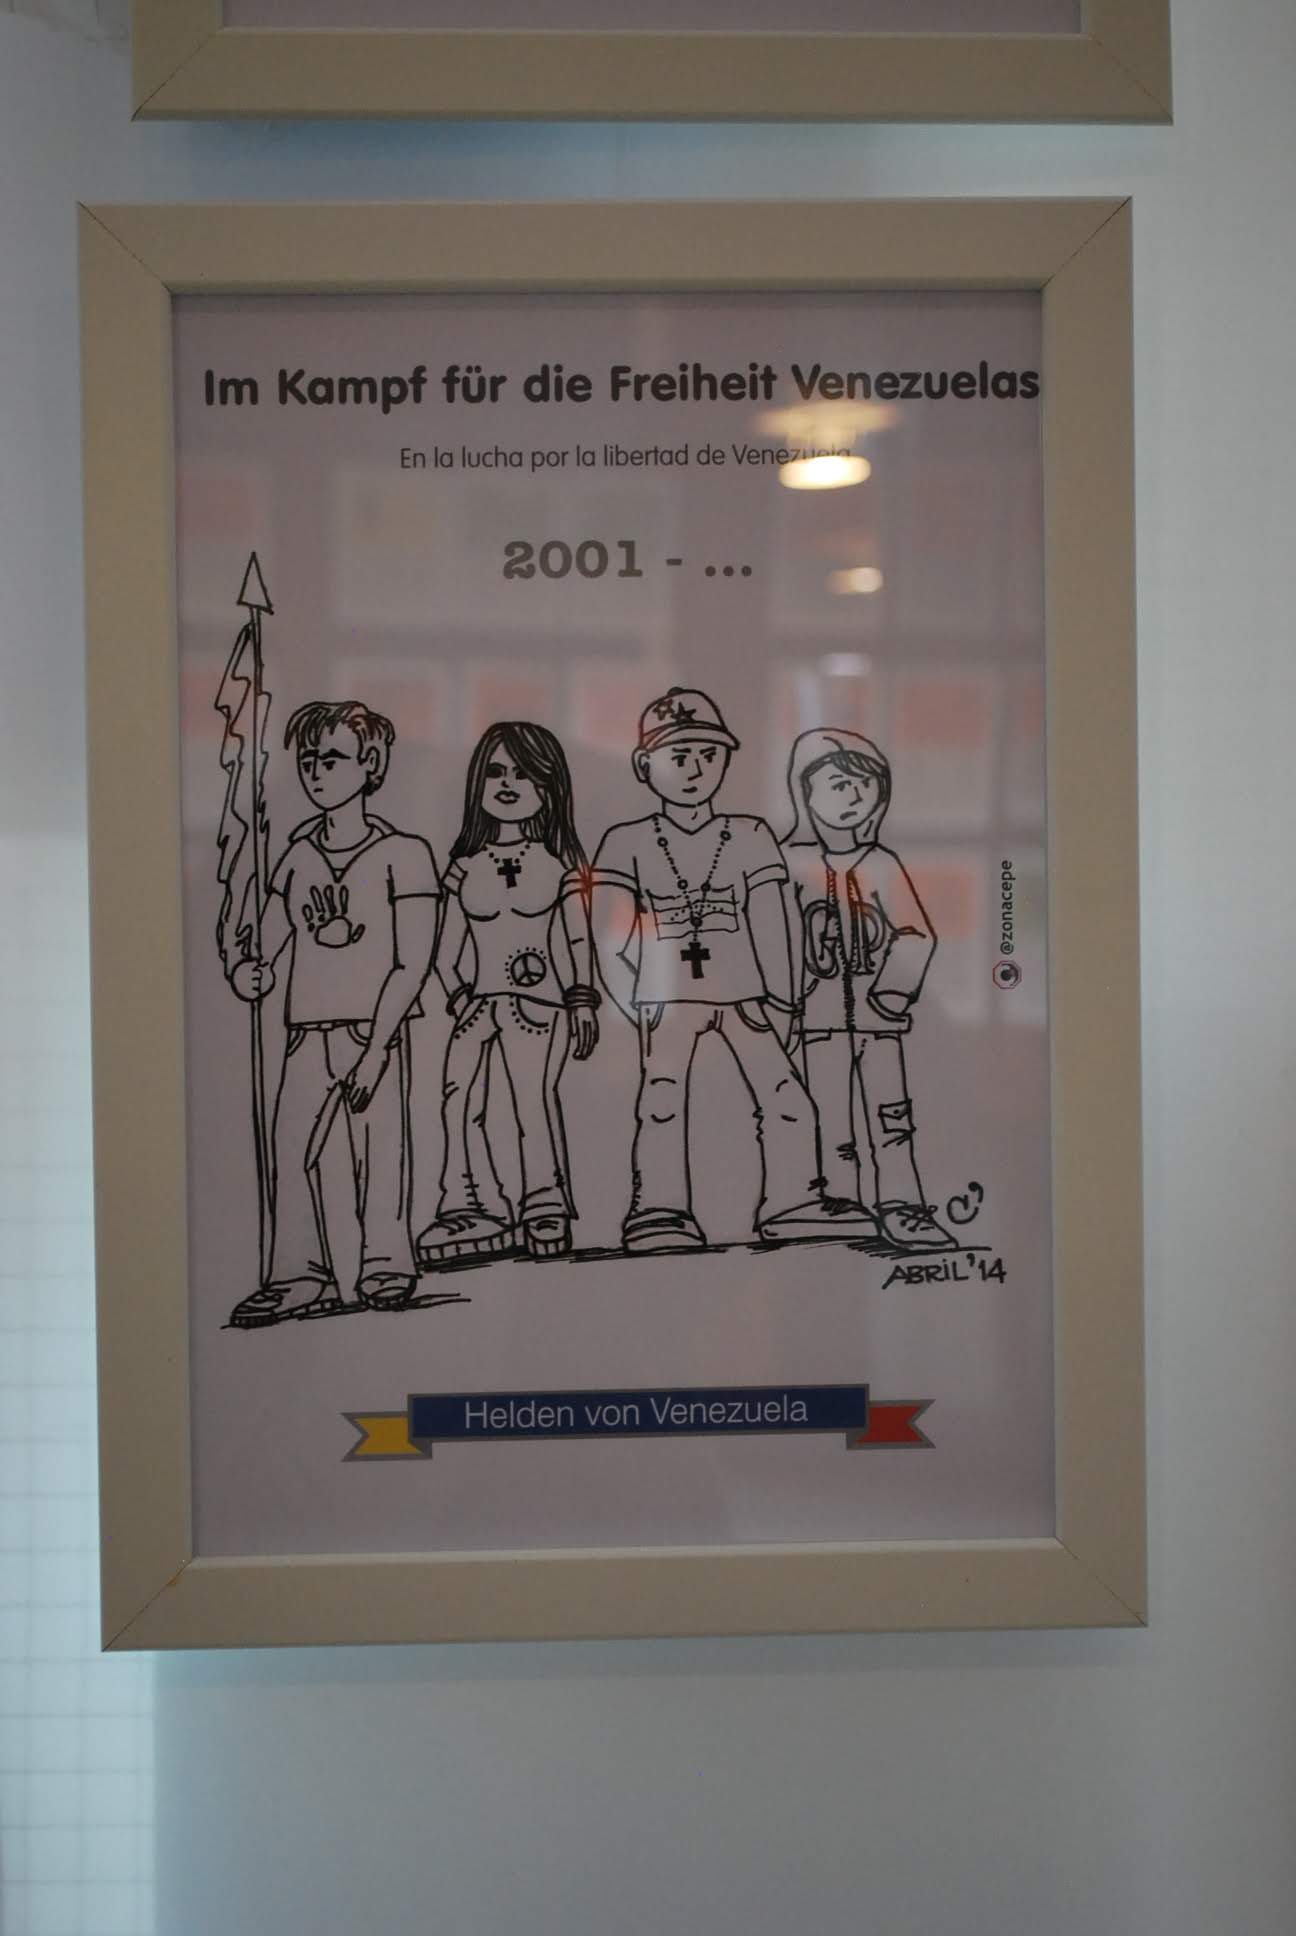 Im Kampf für die Freiheit Venezuelas
En la lucha por la libertad de Venezuela
2001 - ...
GAP
@zonacepe
ABRIL '14
Helden von Venezuela